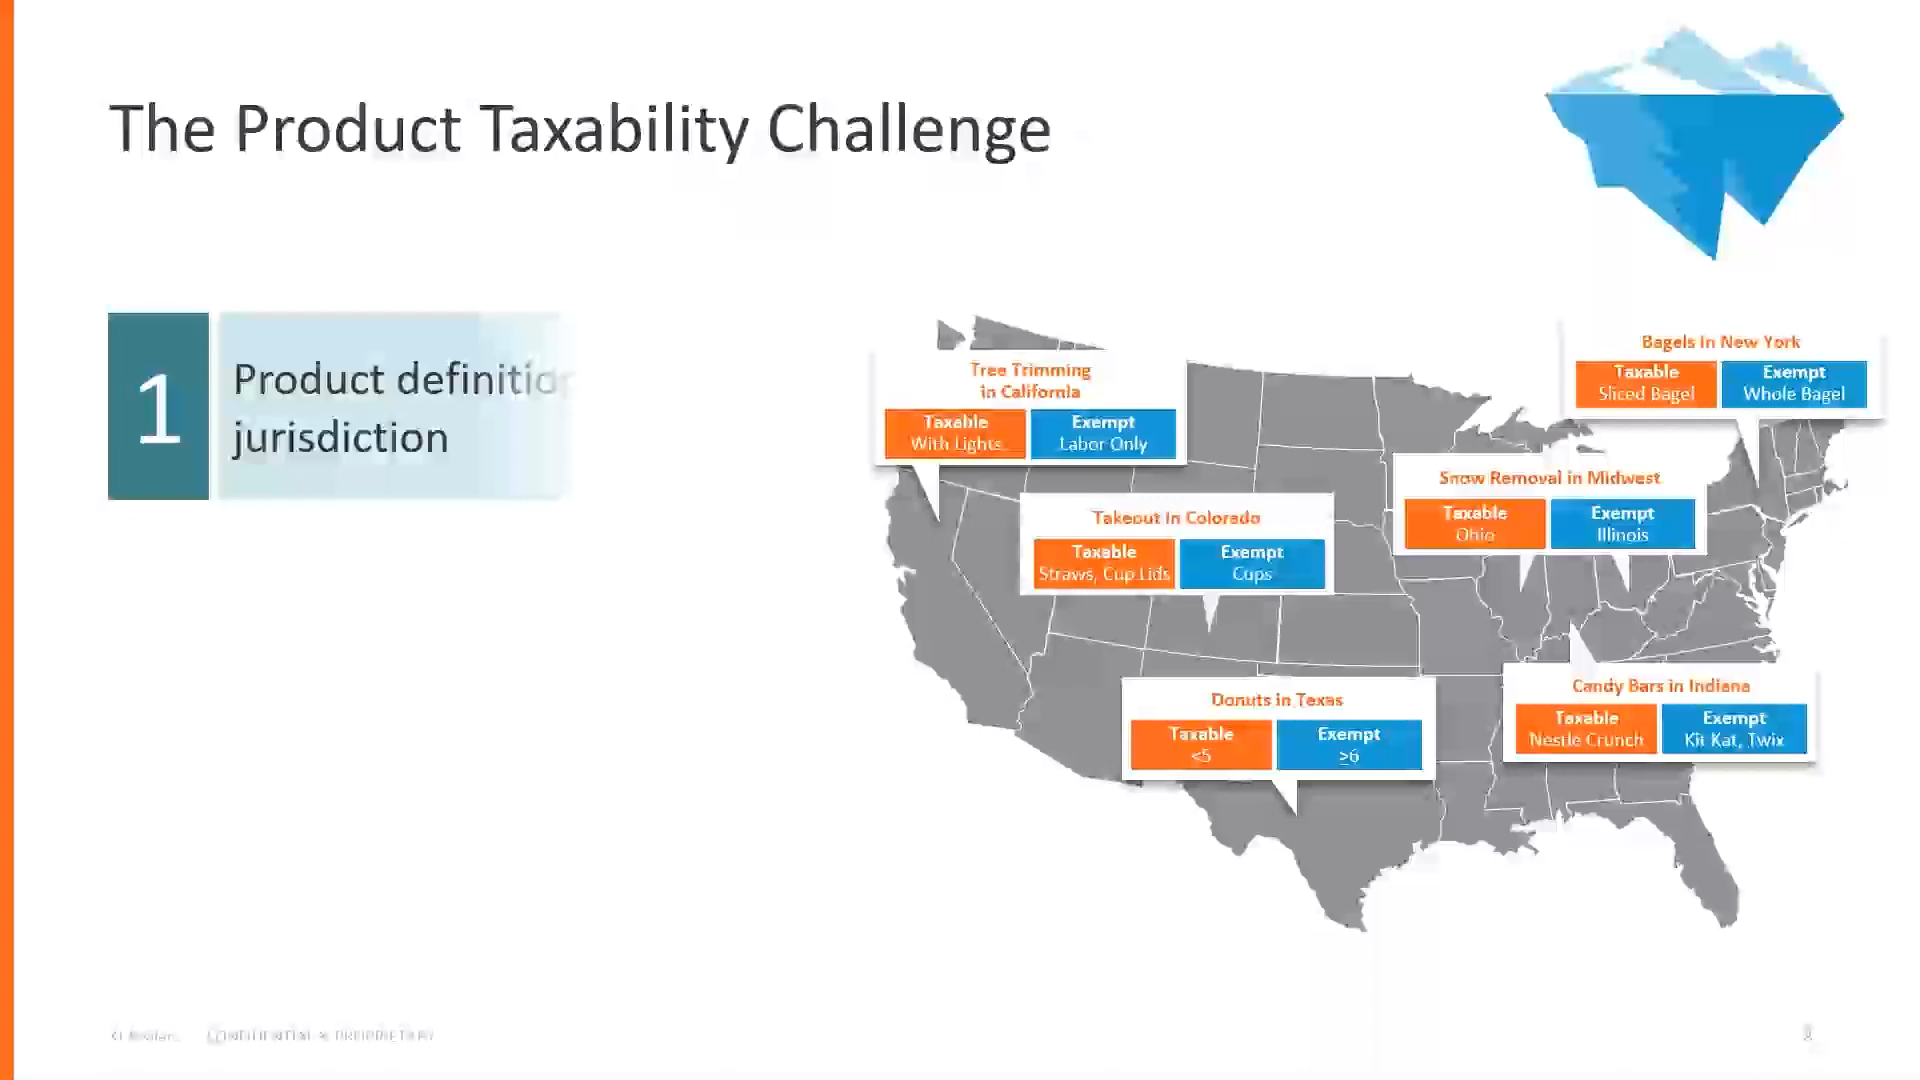 The Product Taxability Challenge
1
Product definitio
jurisdiction
Tree Trimming
in California
Taxable
With Lights
Exempt
Labor Only
Takeout in Colorado
Taxable
Straws, Cup Lids
Exempt
Cups
Donuts in Texas
Taxable
<5
Exempt
≥6
Bagels in New York
Taxable
Sliced Bagel
Exempt
Whole Bagel
Snow Removal in Midwest
Taxable
Ohio
Exempt
Illinois
Candy Bars in Indiana
Taxable
Nestle Crunch
Exempt
Kit Kat, Twix
CONFIDENTIAL & PROPRIETARY